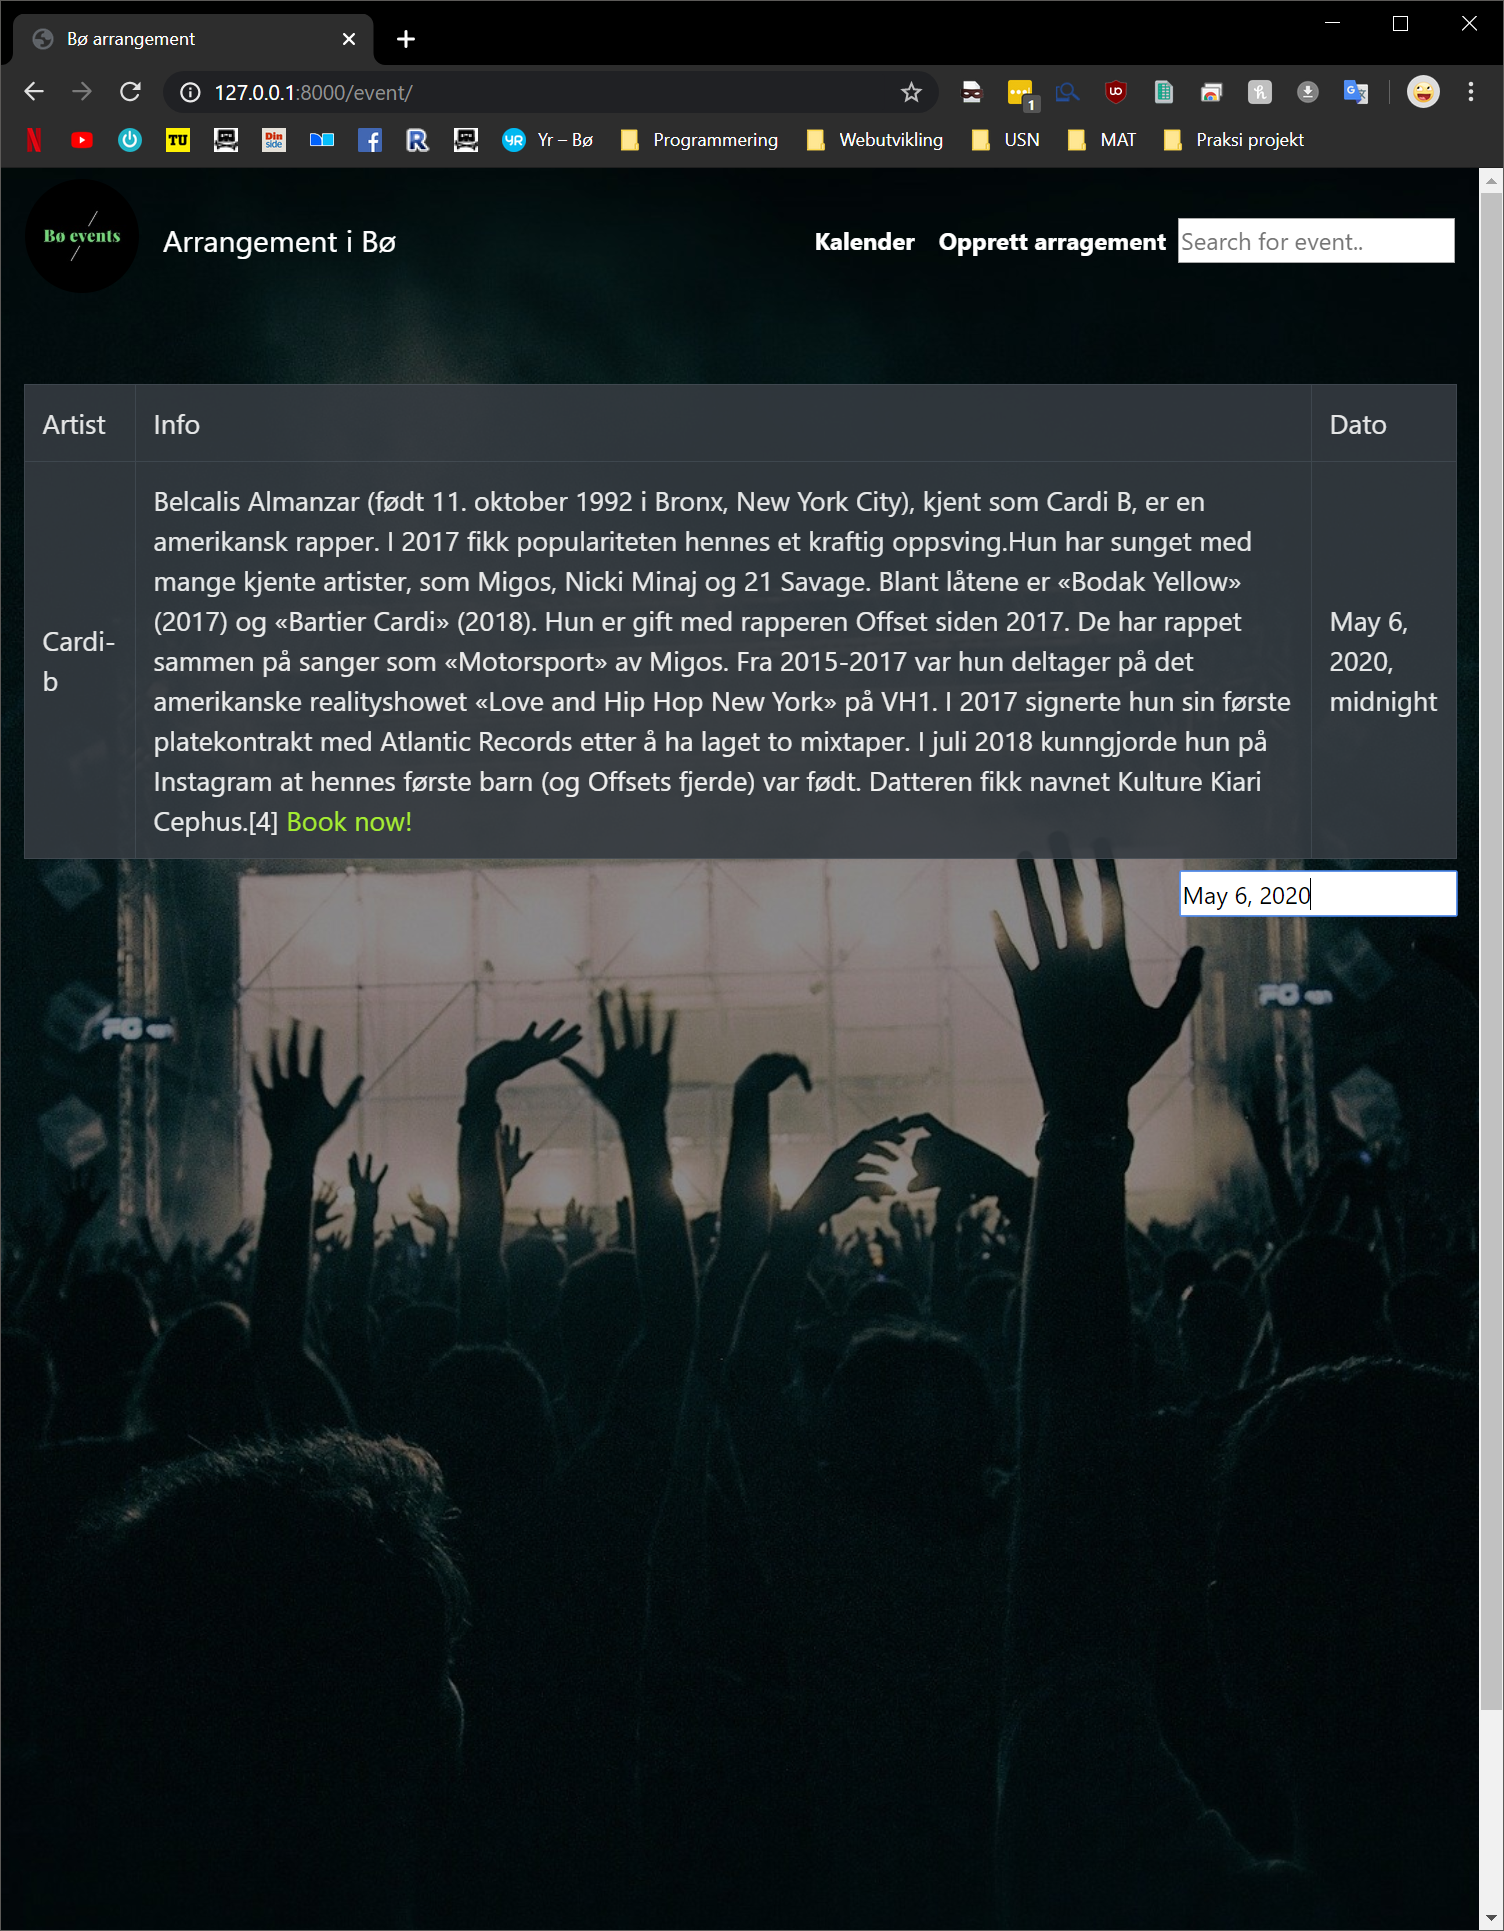 Bø arrangement
127.0.0.1:8000/event/
1
TU
Din side
YR
Yr – Bø
Programmering
Webutvikling
USN
MAT
Praksi projekt
Bø events
Arrangement i Bø
Kalender
Opprett arragement
Search for event..
Artist
Info
Dato
Cardi-
b
Belcalis Almanzar (født 11. oktober 1992 i Bronx, New York City), kjent som Cardi B, er en
amerikansk rapper. I 2017 fikk populariteten hennes et kraftig oppsving.Hun har sunget med
mange kjente artister, som Migos, Nicki Minaj og 21 Savage. Blant låtene er «Bodak Yellow»
(2017) og «Bartier Cardi» (2018). Hun er gift med rapperen Offset siden 2017. De har rappet
sammen på sanger som «Motorsport» av Migos. Fra 2015-2017 var hun deltager på det
amerikanske realityshowet «Love and Hip Hop New York» på VH1. I 2017 signerte hun sin første
platekontrakt med Atlantic Records etter å ha laget to mixtaper. I juli 2018 kunngjorde hun på
Instagram at hennes første barn (og Offsets fjerde) var født. Datteren fikk navnet Kulture Kiari
Cephus.[4] Book now!
May 6,
2020,
midnight
May 6, 2020